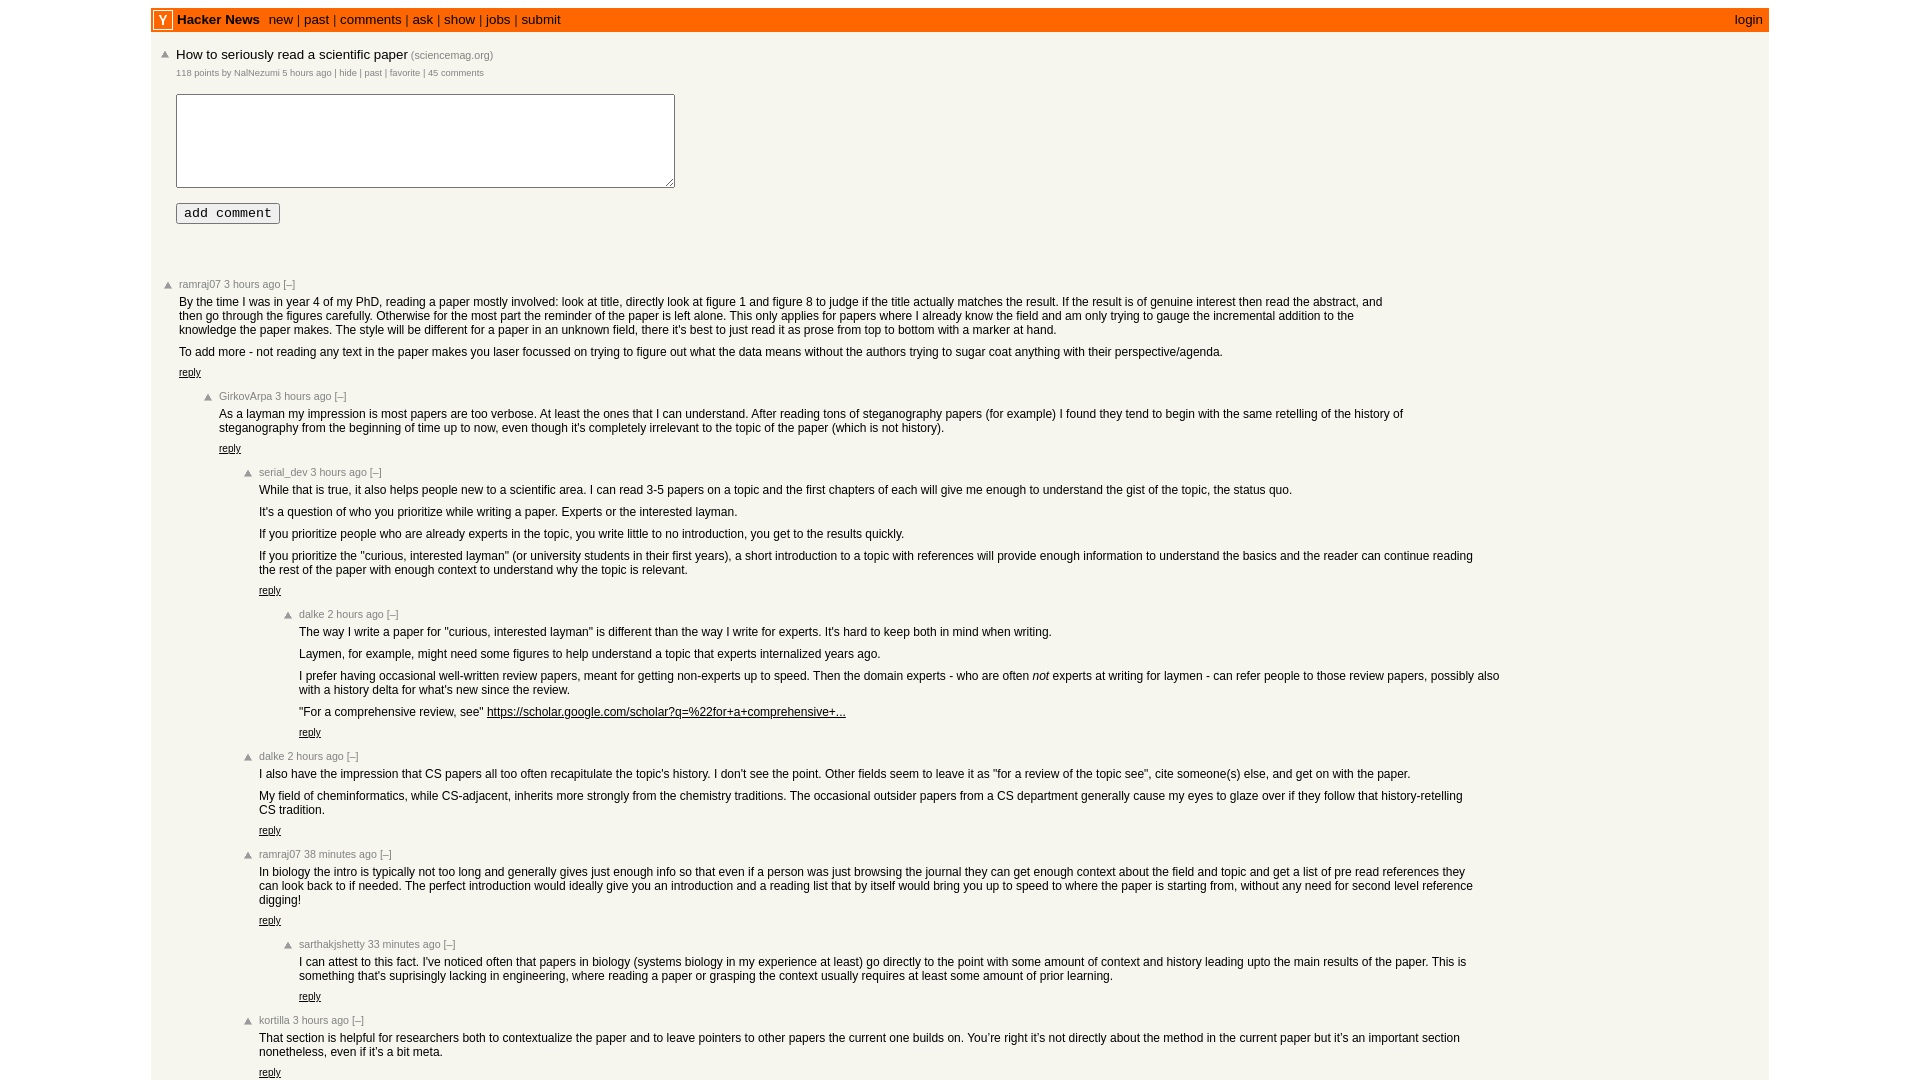 Y Hacker News new | past | comments | ask | show | jobs | submit login
How to seriously read a scientific paper (sciencemag.org)
118 points by NalNezumi 5 hours ago | hide | past | favorite | 45 comments
add comment
ramraj07 3 hours ago [–]
By the time I was in year 4 of my PhD, reading a paper mostly involved: look at title, directly look at figure 1 and figure 8 to judge if the title actually matches the result. If the result is of genuine interest then read the abstract, and
then go through the figures carefully. Otherwise for the most part the reminder of the paper is left alone. This only applies for papers where I already know the field and am only trying to gauge the incremental addition to the
knowledge the paper makes. The style will be different for a paper in an unknown field, there it's best to just read it as prose from top to bottom with a marker at hand.
To add more - not reading any text in the paper makes you laser focussed on trying to figure out what the data means without the authors trying to sugar coat anything with their perspective/agenda.
reply
GirkovArpa 3 hours ago [–]
As a layman my impression is most papers are too verbose. At least the ones that I can understand. After reading tons of steganography papers (for example) I found they tend to begin with the same retelling of the history of
steganography from the beginning of time up to now, even though it's completely irrelevant to the topic of the paper (which is not history).
reply
serial_dev 3 hours ago [–]
While that is true, it also helps people new to a scientific area. I can read 3-5 papers on a topic and the first chapters of each will give me enough to understand the gist of the topic, the status quo.
It's a question of who you prioritize while writing a paper. Experts or the interested layman.
If you prioritize people who are already experts in the topic, you write little to no introduction, you get to the results quickly.
If you prioritize the "curious, interested layman" (or university students in their first years), a short introduction to a topic with references will provide enough information to understand the basics and the reader can continue reading
the rest of the paper with enough context to understand why the topic is relevant.
reply
dalke 2 hours ago [–]
The way I write a paper for "curious, interested layman" is different than the way I write for experts. It's hard to keep both in mind when writing.
Laymen, for example, might need some figures to help understand a topic that experts internalized years ago.
I prefer having occasional well-written review papers, meant for getting non-experts up to speed. Then the domain experts - who are often not experts at writing for laymen - can refer people to those review papers, possibly also
with a history delta for what's new since the review.
"For a comprehensive review, see" https://scholar.google.com/scholar?q=%22for+a+comprehensive+...
reply
dalke 2 hours ago [–]
I also have the impression that CS papers all too often recapitulate the topic's history. I don't see the point. Other fields seem to leave it as "for a review of the topic see", cite someone(s) else, and get on with the paper.
My field of cheminformatics, while CS-adjacent, inherits more strongly from the chemistry traditions. The occasional outsider papers from a CS department generally cause my eyes to glaze over if they follow that history-retelling
CS tradition.
reply
ramraj07 38 minutes ago [–]
In biology the intro is typically not too long and generally gives just enough info so that even if a person was just browsing the journal they can get enough context about the field and topic and get a list of pre read references they
can look back to if needed. The perfect introduction would ideally give you an introduction and a reading list that by itself would bring you up to speed to where the paper is starting from, without any need for second level reference
digging!
reply
sarthakjshetty 33 minutes ago [–]
I can attest to this fact. I've noticed often that papers in biology (systems biology in my experience at least) go directly to the point with some amount of context and history leading upto the main results of the paper. This is
something that's suprisingly lacking in engineering, where reading a paper or grasping the context usually requires at least some amount of prior learning.
reply
kortilla 3 hours ago [–]
That section is helpful for researchers both to contextualize the paper and to leave pointers to other papers the current one builds on. You’re right it’s not directly about the method in the current paper but it’s an important section
nonetheless, even if it’s a bit meta.
reply